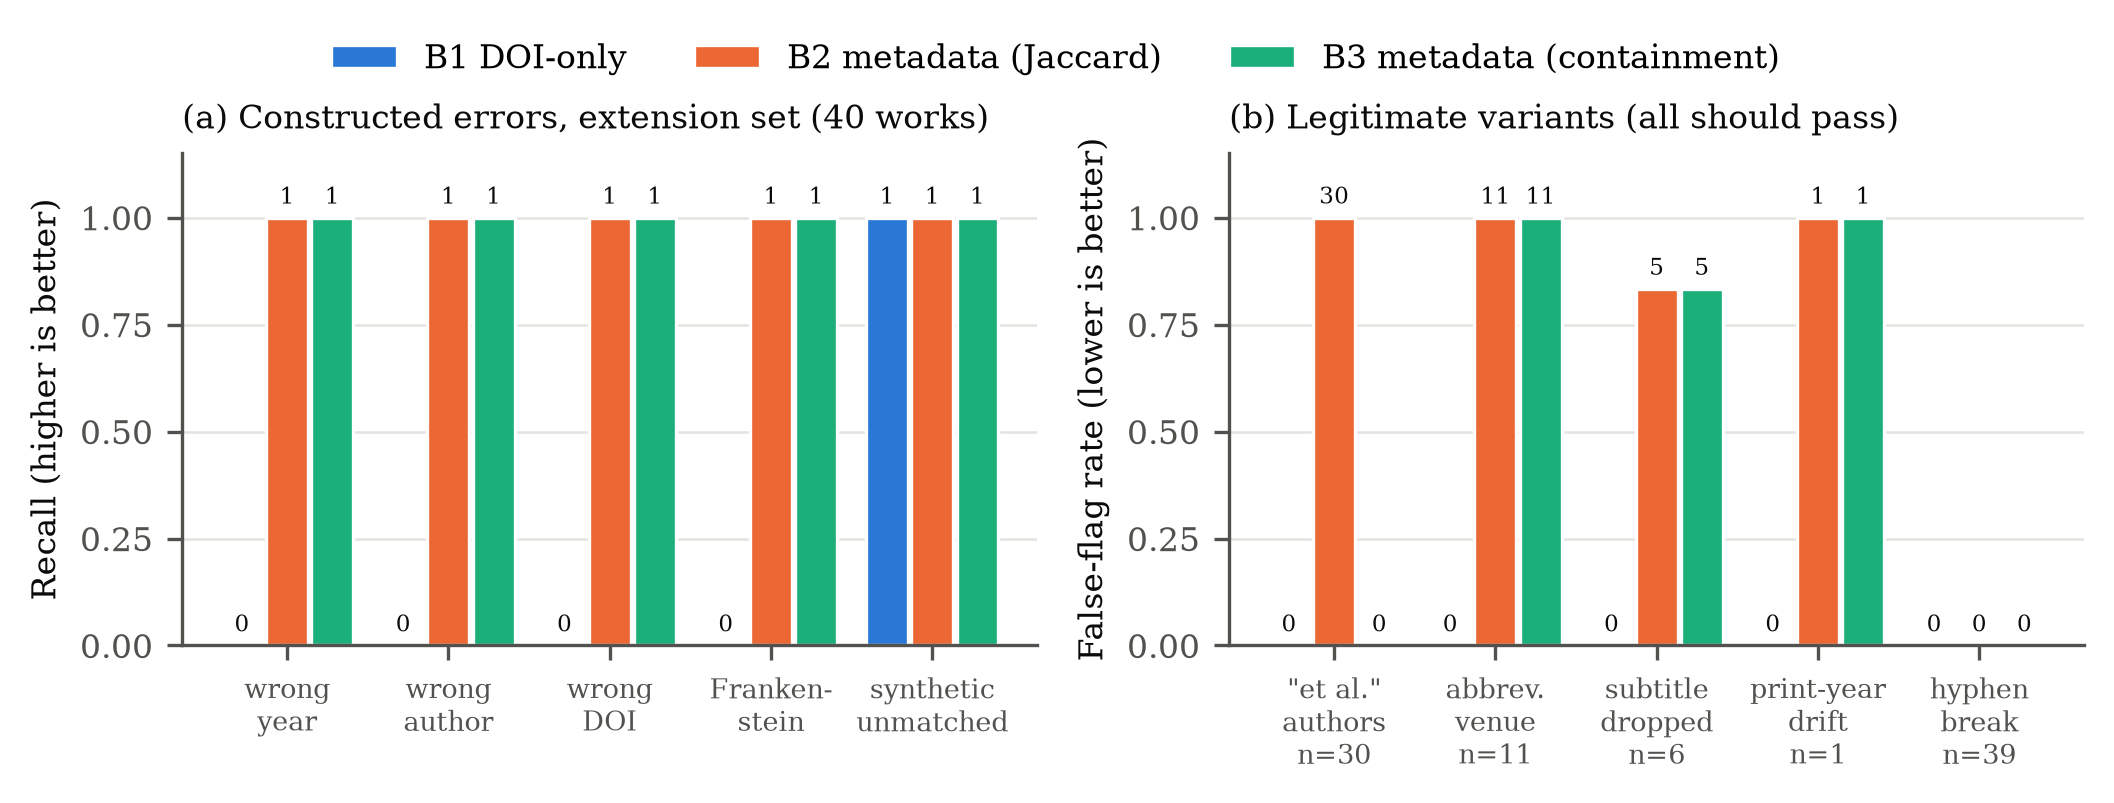 B1 DOI-only B2 metadata (Jaccard) B3 metadata (containment)
(a) Constructed errors, extension set (40 works)
Recall (higher is better)
1.00
0.75
0.50
0.25
0.00
0 1 1 0 1 1 0 1 1 0 1 1 1 1 1
wrong year
wrong author
wrong DOI
Franken-
stein
synthetic unmatched
(b) Legitimate variants (all should pass)
False-flag rate (lower is better)
1.00
0.75
0.50
0.25
0.00
0 30 0 0 11 11 0 5 5 0 1 1 0 0 0
"et al."
authors
n=30
abbrev.
venue
n=11
subtitle
dropped
n=6
print-year
drift
n=1
hyphen
break
n=39